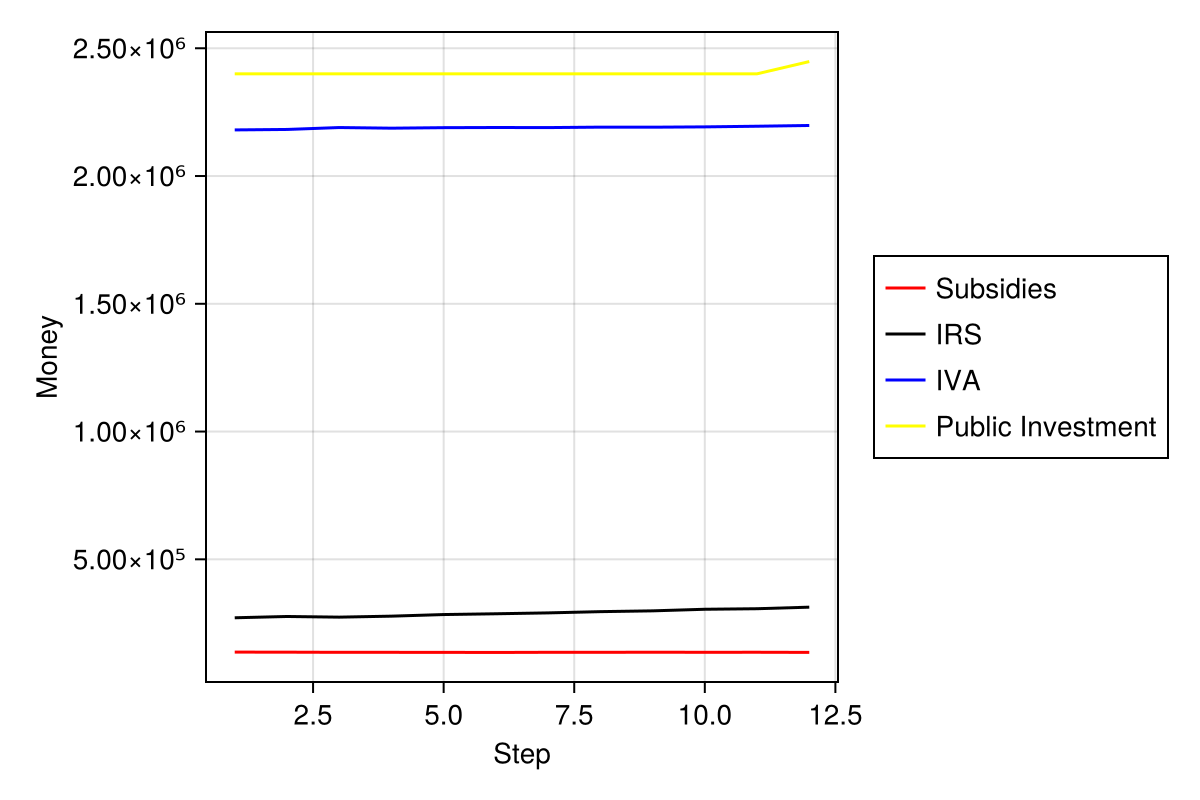 2.50×10⁶
2.00×10⁶
1.50×10⁶
1.00×10⁶
5.00×10⁵
Money
2.5 5.0 7.5 10.0 12.5
Step
Subsidies
IRS
IVA
Public Investment